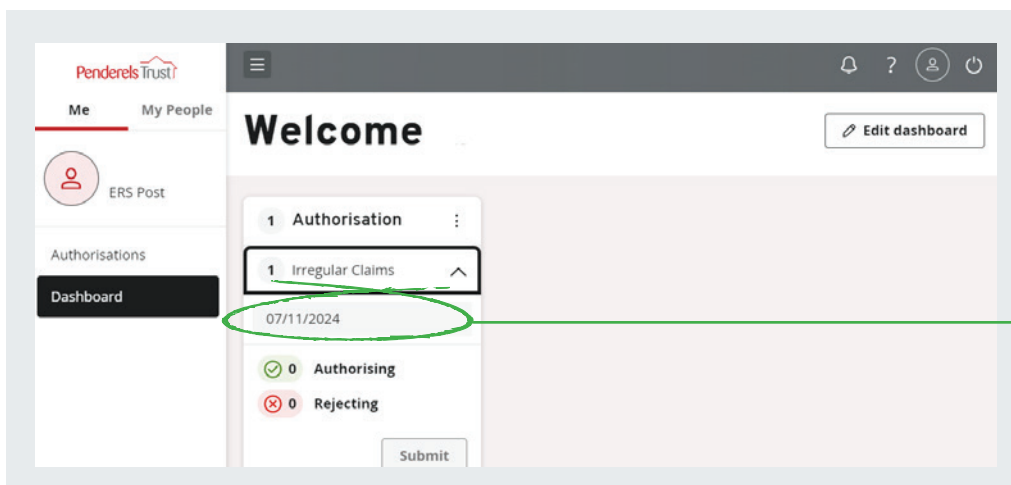 Penderels Trust
Me My People
ERS Post
Authorisations
Dashboard
?
Welcome
Edit dashboard
1 Authorisation
1 Irregular Claims
07/11/2024
0 Authorising
0 Rejecting
Submit